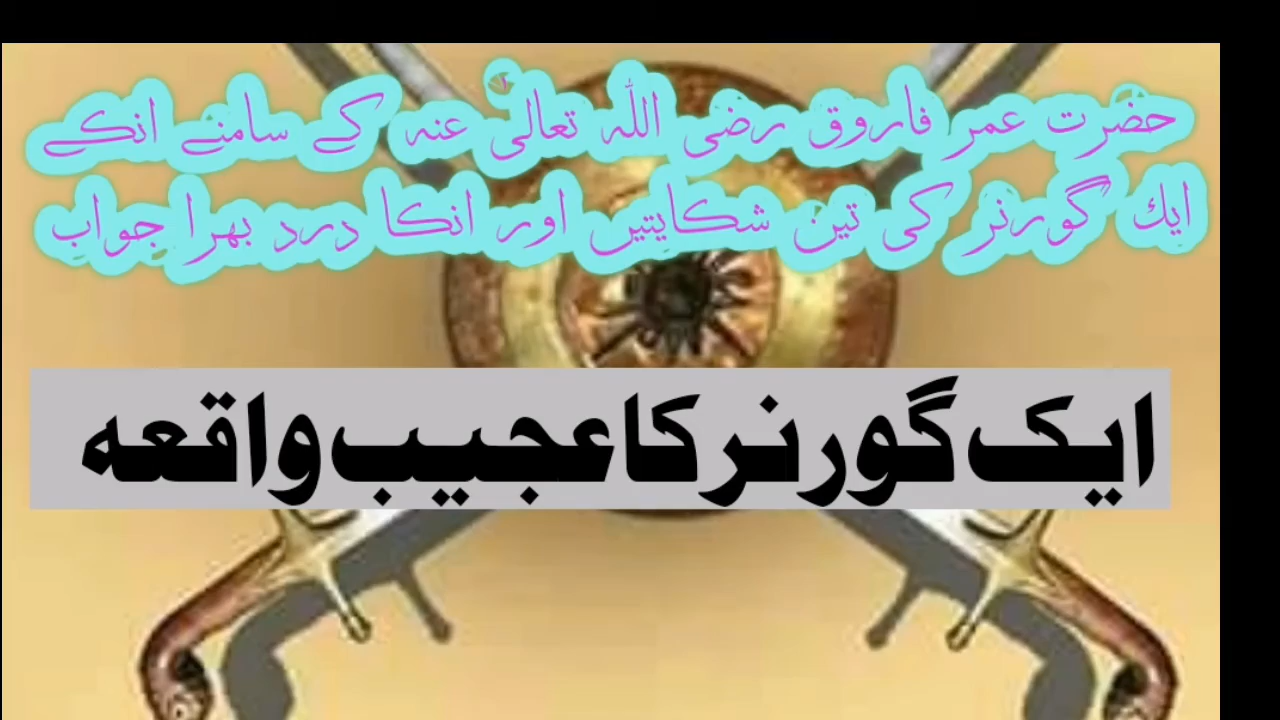 حضرت عمر فاروق رضی اللہ تعالیٰ عنہ کے سامنے انکے
ایك گورنر کی تین شکایتیں اور انکا درد بھرا جواب
ایک گورنر کا عجیب واقعہ